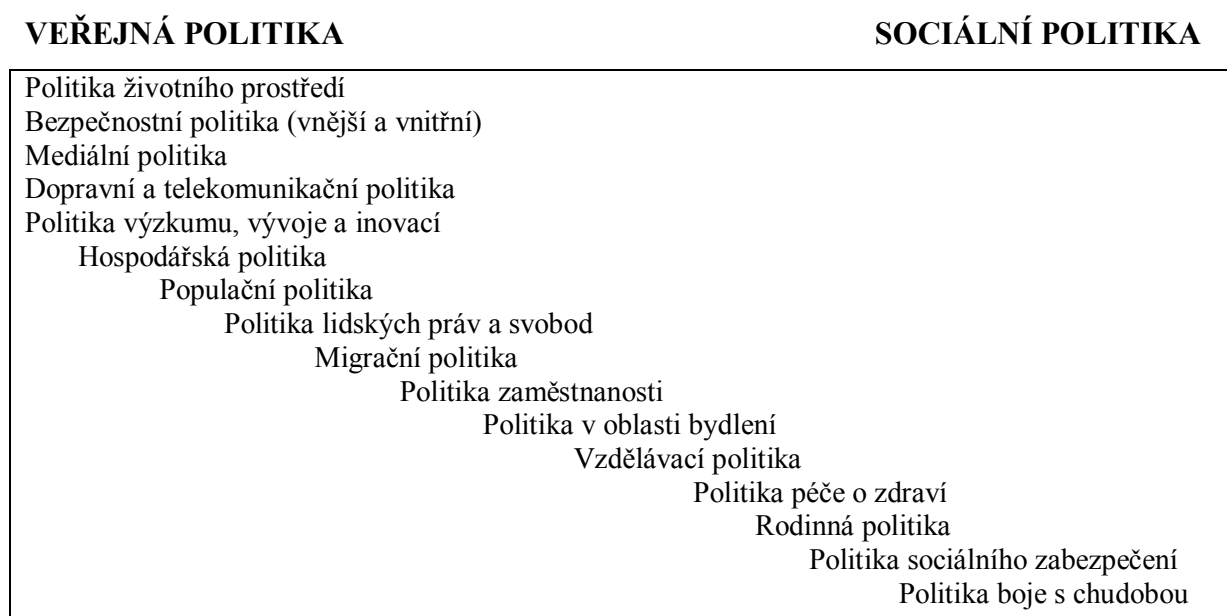 VEŘEJNÁ POLITIKA SOCIÁLNÍ POLITIKA
Politika životního prostředí
Bezpečnostní politika (vnější a vnitřní)
Mediální politika
Dopravní a telekomunikační politika
Politika výzkumu, vývoje a inovací
Hospodářská politika
Populační politika
Politika lidských práv a svobod
Migrační politika
Politika zaměstnanosti
Politika v oblasti bydlení
Vzdělávací politika
Politika péče o zdraví
Rodinná politika
Politika sociálního zabezpečení
Politika boje s chudobou